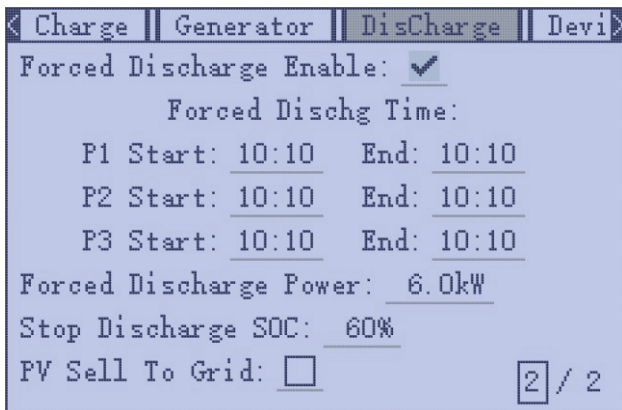 Charge Generator DisCharge Devi
Forced Discharge Enable:
Forced Dischg Time:
P1 Start: 10:10 End: 10:10
P2 Start: 10:10 End: 10:10
P3 Start: 10:10 End: 10:10
Forced Discharge Power: 6.0kW
Stop Discharge SOC: 60%
PV Sell To Grid:
2 / 2